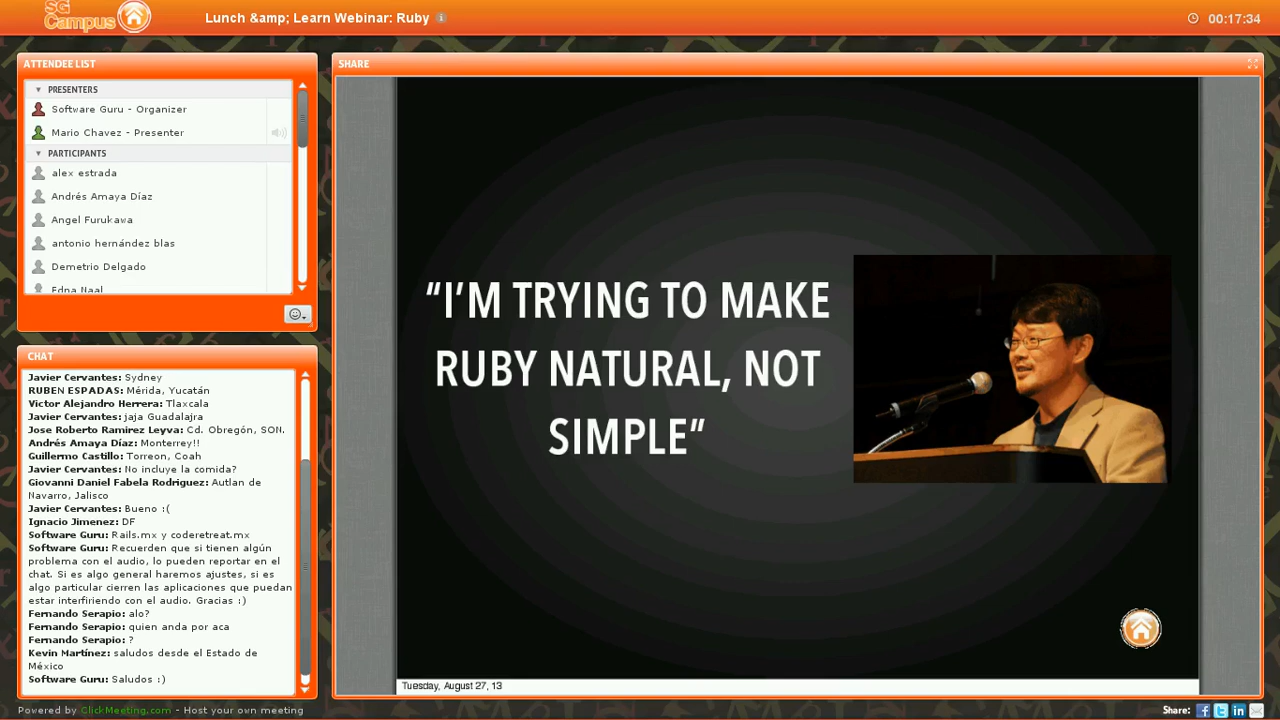 SG
Campus
Lunch &amp; Learn Webinar: Ruby
00:17:34
ATTENDEE LIST
PRESENTERS
Software Guru - Organizer
Mario Chavez - Presenter
PARTICIPANTS
alex estrada
Andrés Amaya Díaz
Angel Furukawa
antonio hernández blas
Demetrio Delgado
Edna Naal
CHAT
Javier Cervantes: Sydney
RUBEN ESPADAS: Mérida, Yucatán
Victor Alejandro Herrera: Tlaxcala
Javier Cervantes: jaja Guadalajra
Jose Roberto Ramirez Leyva: Cd. Obregón, SON.
Andrés Amaya Díaz: Monterrey!!
Guillermo Castillo: Torreon, Coah
Javier Cervantes: No incluye la comida?
Giovanni Daniel Fabela Rodriguez: Autlan de
Navarro, Jalisco
Javier Cervantes: Bueno :(
Ignacio Jimenez: DF
Software Guru: Rails.mx y coderetreat.mx
Software Guru: Recuerden que si tienen algún
problema con el audio, lo pueden reportar en el
chat. Si es algo general haremos ajustes, si es
algo particular cierren las aplicaciones que puedan
estar interfiriendo con el audio. Gracias :)
Fernando Serapio: alo?
Fernando Serapio: quien anda por aca
Fernando Serapio: ?
Kevin Martínez: saludos desde el Estado de
México
Software Guru: Saludos :)
SHARE
“I’M TRYING TO MAKE
RUBY NATURAL, NOT
SIMPLE”
Tuesday, August 27, 13
Powered by ClickMeeting.com - Host your own meeting
Share: